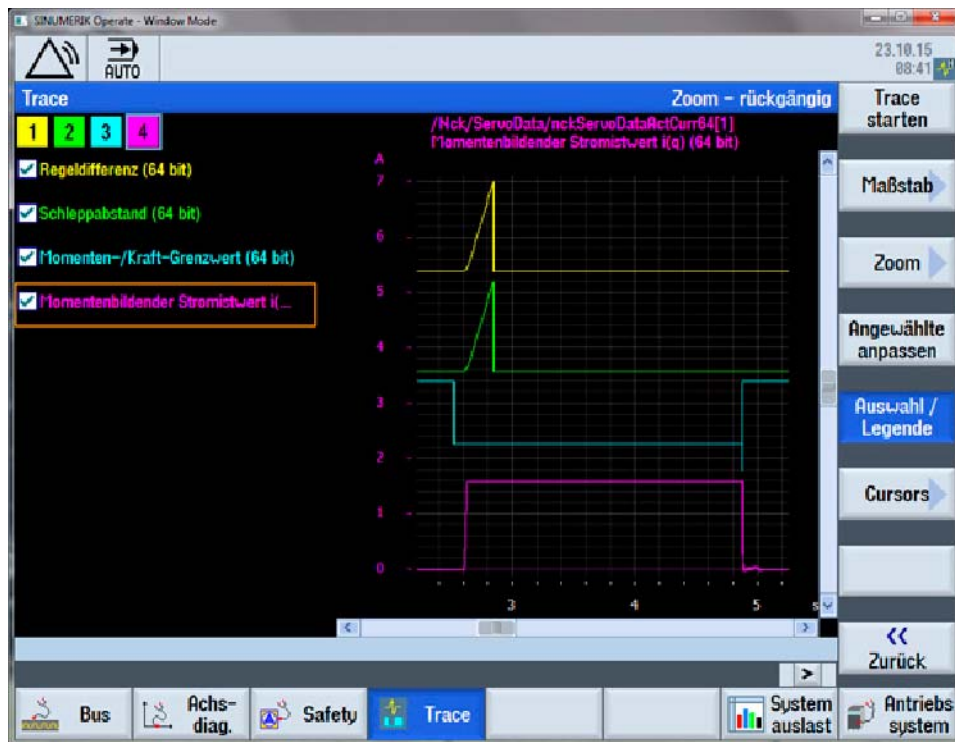 SINUMERIK Operate - Window Mode
AUTO
23.10.15
08:41
Trace
Zoom - rückgängig
1 2 3 4
Regeldifferenz (64 bit)
Schleppabstand (64 bit)
Momenten-/Kraft-Grenzwert (64 bit)
Momentenbildender Stromistwert i(...
/Nck/ServoData/nckServoDataActCurr64[1]
Momentenbildender Stromistwert i(q) (64 bit)
A
7
6
5
4
3
2
1
0
3 4 5 s
Trace
starten
Maßstab
Zoom
Angewählte
anpassen
Auswahl /
Legende
Cursors
<<
Zurück
>
Bus
Achs-
diag.
Safety
Trace
System
auslast
Antriebs
system